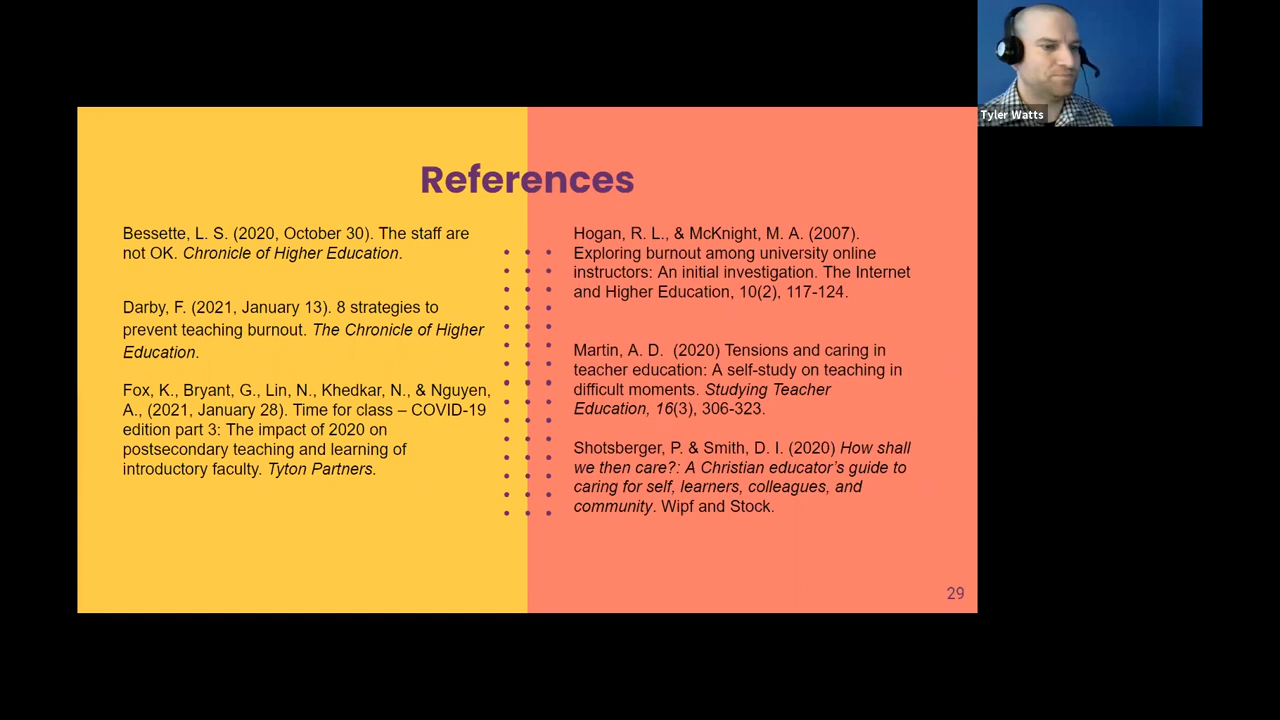 Tyler Watts
References
Bessette, L. S. (2020, October 30). The staff are
not OK. Chronicle of Higher Education.
Darby, F. (2021, January 13). 8 strategies to
prevent teaching burnout. The Chronicle of Higher
Education.
Fox, K., Bryant, G., Lin, N., Khedkar, N., & Nguyen,
A., (2021, January 28). Time for class – COVID-19
edition part 3: The impact of 2020 on
postsecondary teaching and learning of
introductory faculty. Tyton Partners.
Hogan, R. L., & McKnight, M. A. (2007).
Exploring burnout among university online
instructors: An initial investigation. The Internet
and Higher Education, 10(2), 117-124.
Martin, A. D.  (2020) Tensions and caring in
teacher education: A self-study on teaching in
difficult moments. Studying Teacher
Education, 16(3), 306-323.
Shotsberger, P. & Smith, D. I. (2020) How shall
we then care?: A Christian educator’s guide to
caring for self, learners, colleagues, and
community. Wipf and Stock.
29